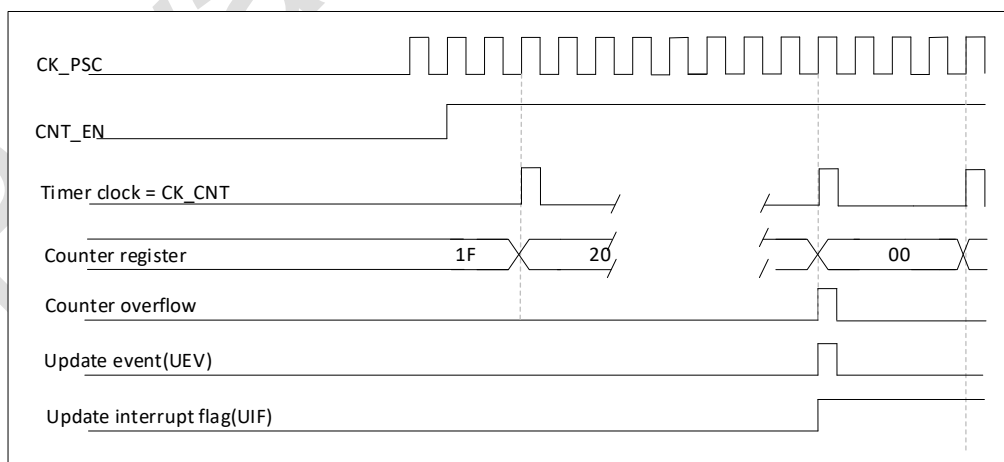 CK_PSC
CNT_EN
Timer clock = CK_CNT
Counter register 1F 20 00
Counter overflow
Update event(UEV)
Update interrupt flag(UIF)